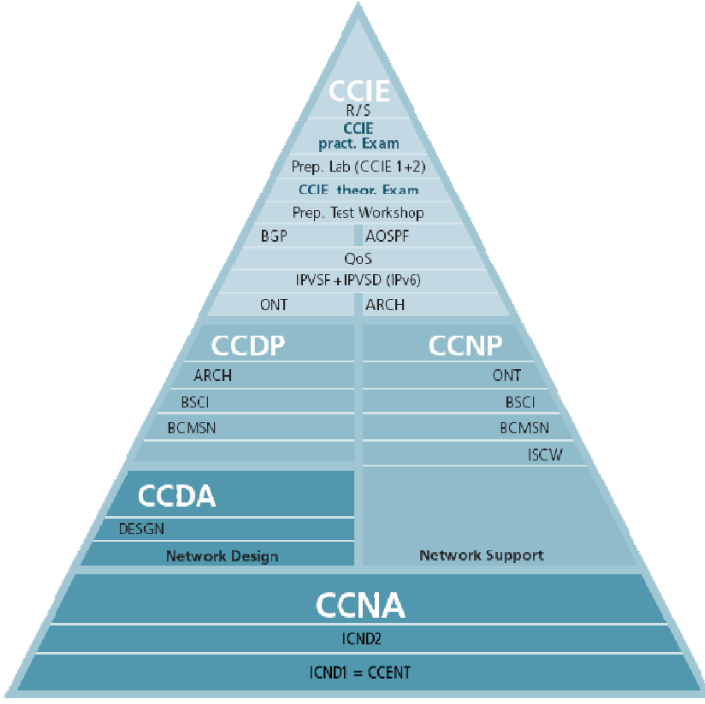 CCIE
R/S
CCIE
pract. Exam
Prep. Lab (CCIE 1+2)
CCIE theor. Exam
Prep. Test Workshop
BGP AOSPF
QoS
IPVSF+IPVSD (IPv6)
ONT ARCH
CCDP
ARCH
BSCI
BCMSN
CCNP
ONT
BSCI
BCMSN
ISCW
CCDA
DESGN
Network Design
Network Support
CCNA
ICND2
ICND1 = CCENT